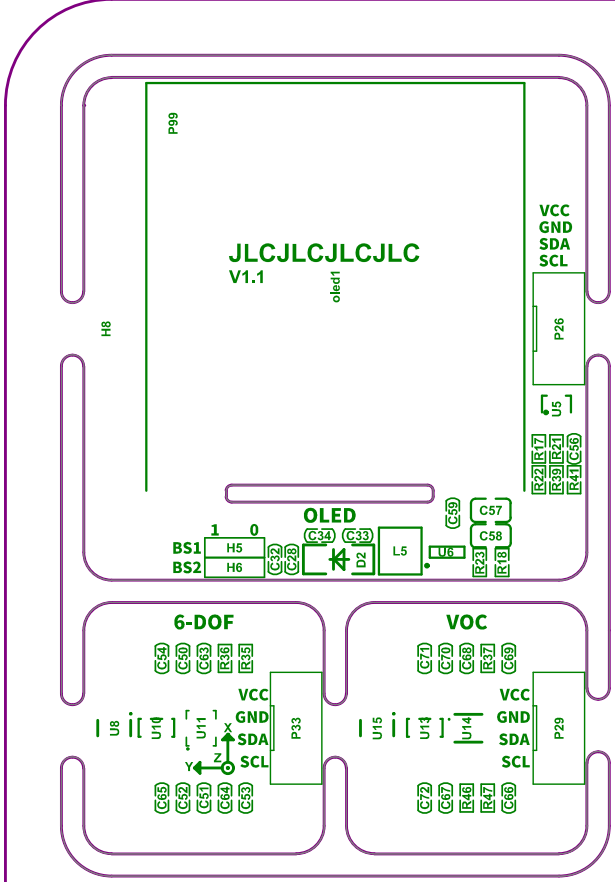 P99
VCC
GND
SDA
SCL
JLCJLCJLCJLC
V1.1
oled1
H8
P26
U5
R17 R21 C56
R22 R39 R41
OLED
C59 C57
1 0
C34 C33 C58
BS1 H5
BS2 H6
C32 C28 D2 L5 U6 R23 R18
6-DOF
VOC
C54 C50 C63 R36 R35
C71 C70 C68 R37 C69
VCC
GND
SDA
SCL
U8 U10 U11 X Y Z P33
VCC
GND
SDA
SCL
U15 U13 U14 P29
C65 C52 C51 C64 C53
C72 C67 R46 R47 C66